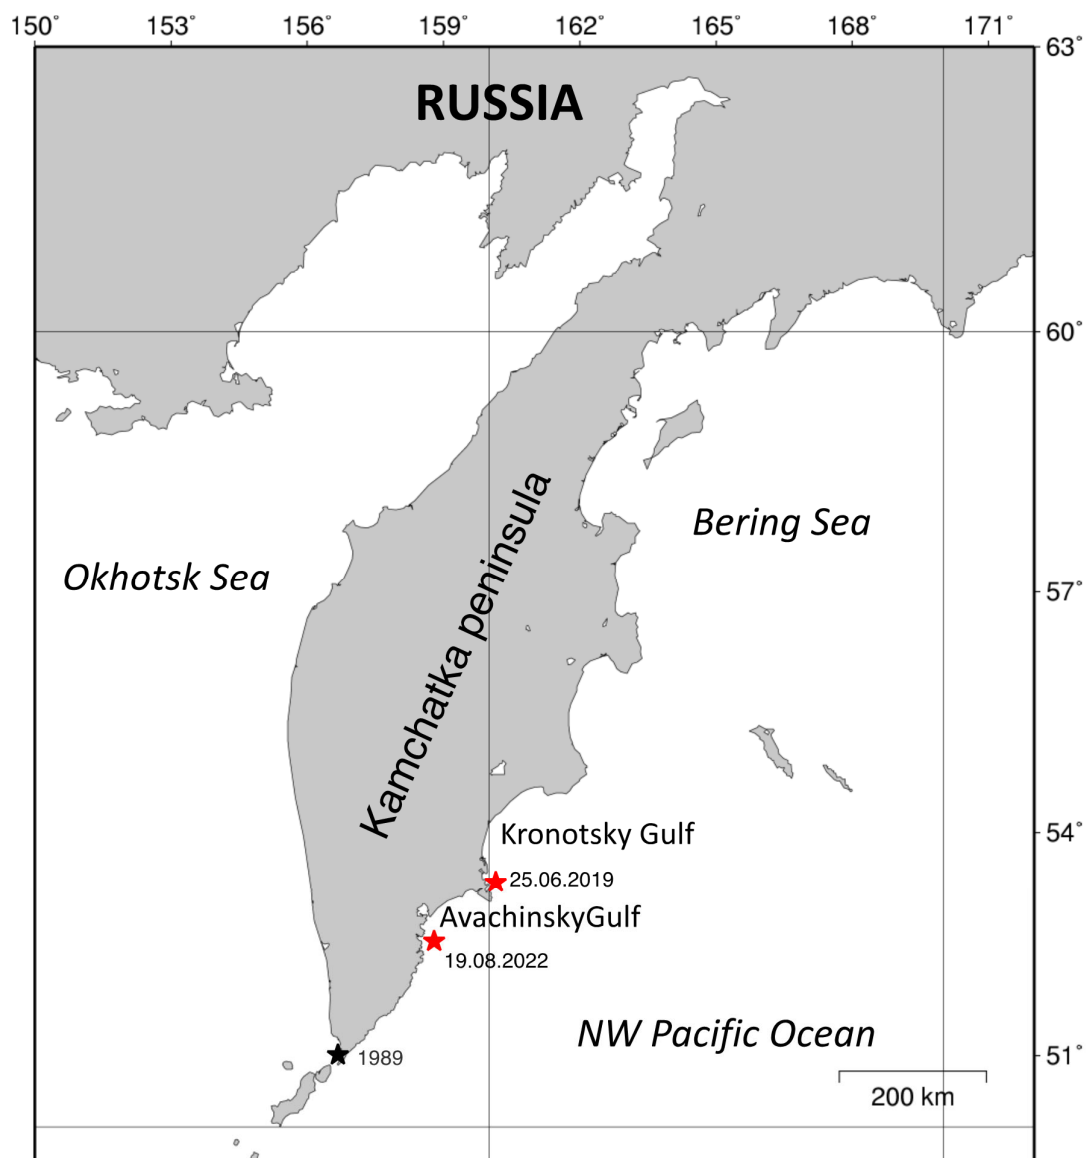 150° 153° 156° 159° 162° 165° 168° 171°
63°
RUSSIA
60°
Kamchatka peninsula
Bering Sea
Okhotsk Sea
57°
Kronotsky Gulf
54°
25.06.2019
AvachinskyGulf
19.08.2022
NW Pacific Ocean
1989
51°
200 km